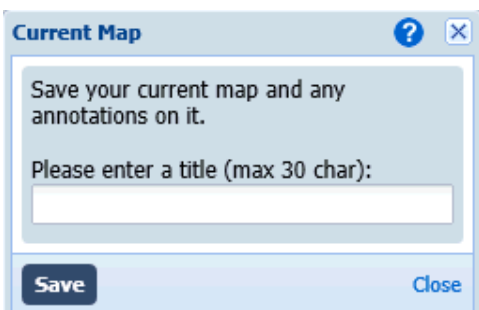 Current Map
?
Save your current map and any
annotations on it.
Please enter a title (max 30 char):
Save
Close